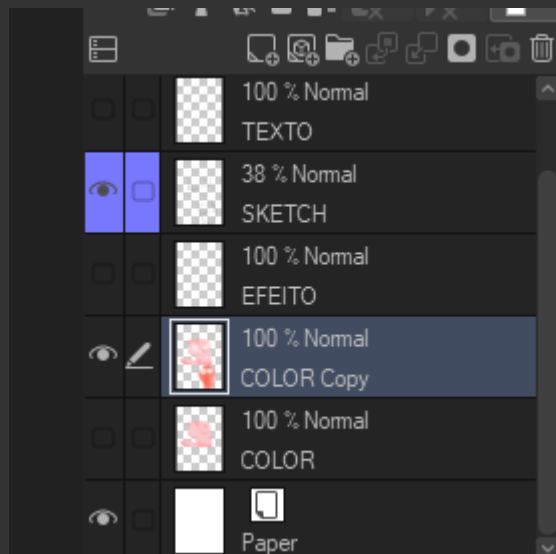 100 % Normal
TEXTO
38 % Normal
SKETCH
100 % Normal
EFEITO
100 % Normal
COLOR Copy
100 % Normal
COLOR
Paper